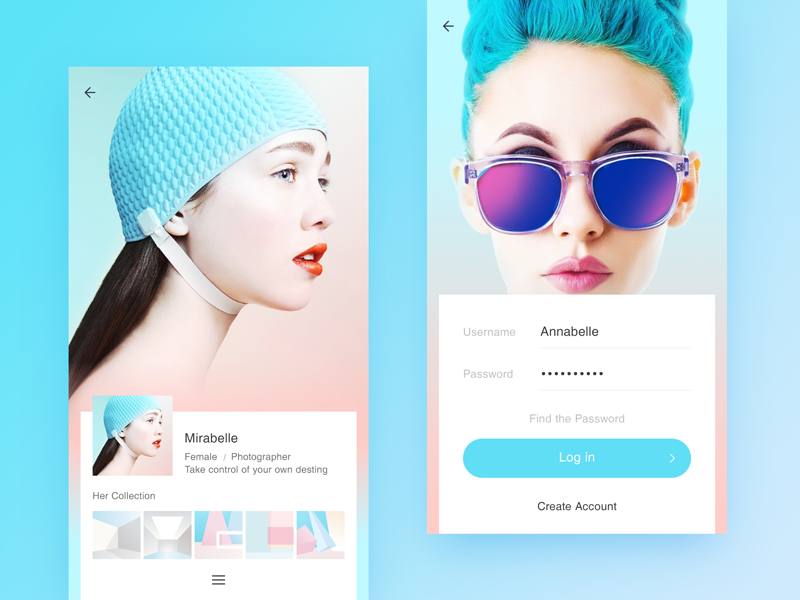 Mirabelle
Female / Photographer
Take control of your own desting
Her Collection
Username Annabelle
Password ••••••••••
Find the Password
Log in
Create Account